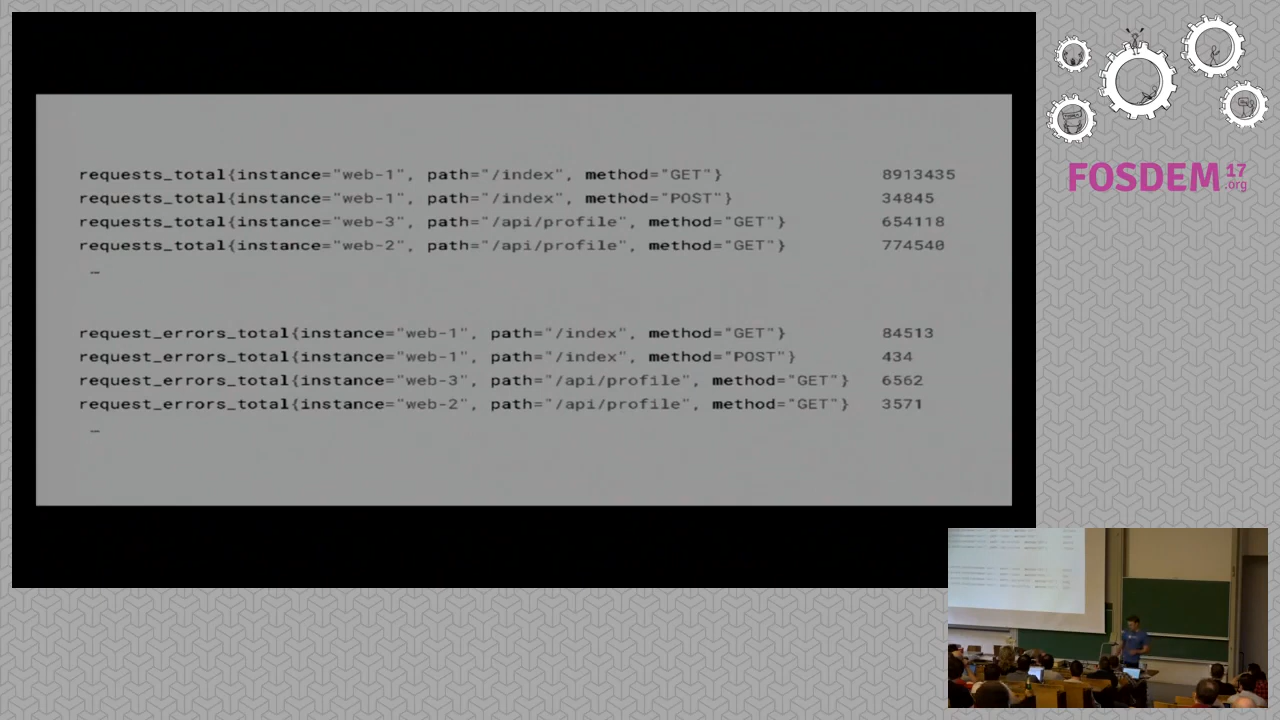 requests_total{instance="web-1", path="/index", method="GET"} 8913435
requests_total{instance="web-1", path="/index", method="POST"} 34845
requests_total{instance="web-3", path="/api/profile", method="GET"} 654118
requests_total{instance="web-2", path="/api/profile", method="GET"} 774540
…
request_errors_total{instance="web-1", path="/index", method="GET"} 84513
request_errors_total{instance="web-1", path="/index", method="POST"} 434
request_errors_total{instance="web-3", path="/api/profile", method="GET"} 6562
request_errors_total{instance="web-2", path="/api/profile", method="GET"} 3571
…
FOSDEM 17 .org